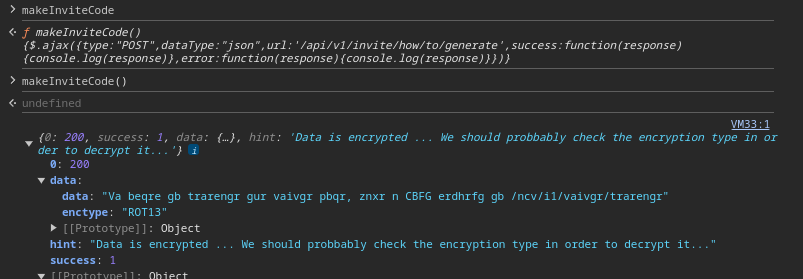 makeInviteCode
ƒ makeInviteCode()
{$.ajax({type:"POST",dataType:"json",url:'/api/v1/invite/how/to/generate',success:function(response)
{console.log(response)},error:function(response){console.log(response)}})}
makeInviteCode()
undefined
VM33:1
{0: 200, success: 1, data: {…}, hint: 'Data is encrypted ... We should probbably check the encryption type in or
der to decrypt it...'} i
0: 200
data:
data: "Va beqre gb trarengr gur vaivgr pbqr, znxr n CBFG erdhrfg gb /ncv/i1/vaivgr/trarengr"
enctype: "ROT13"
[[Prototype]]: Object
hint: "Data is encrypted ... We should probbably check the encryption type in order to decrypt it..."
success: 1
[[Prototype]]: Object